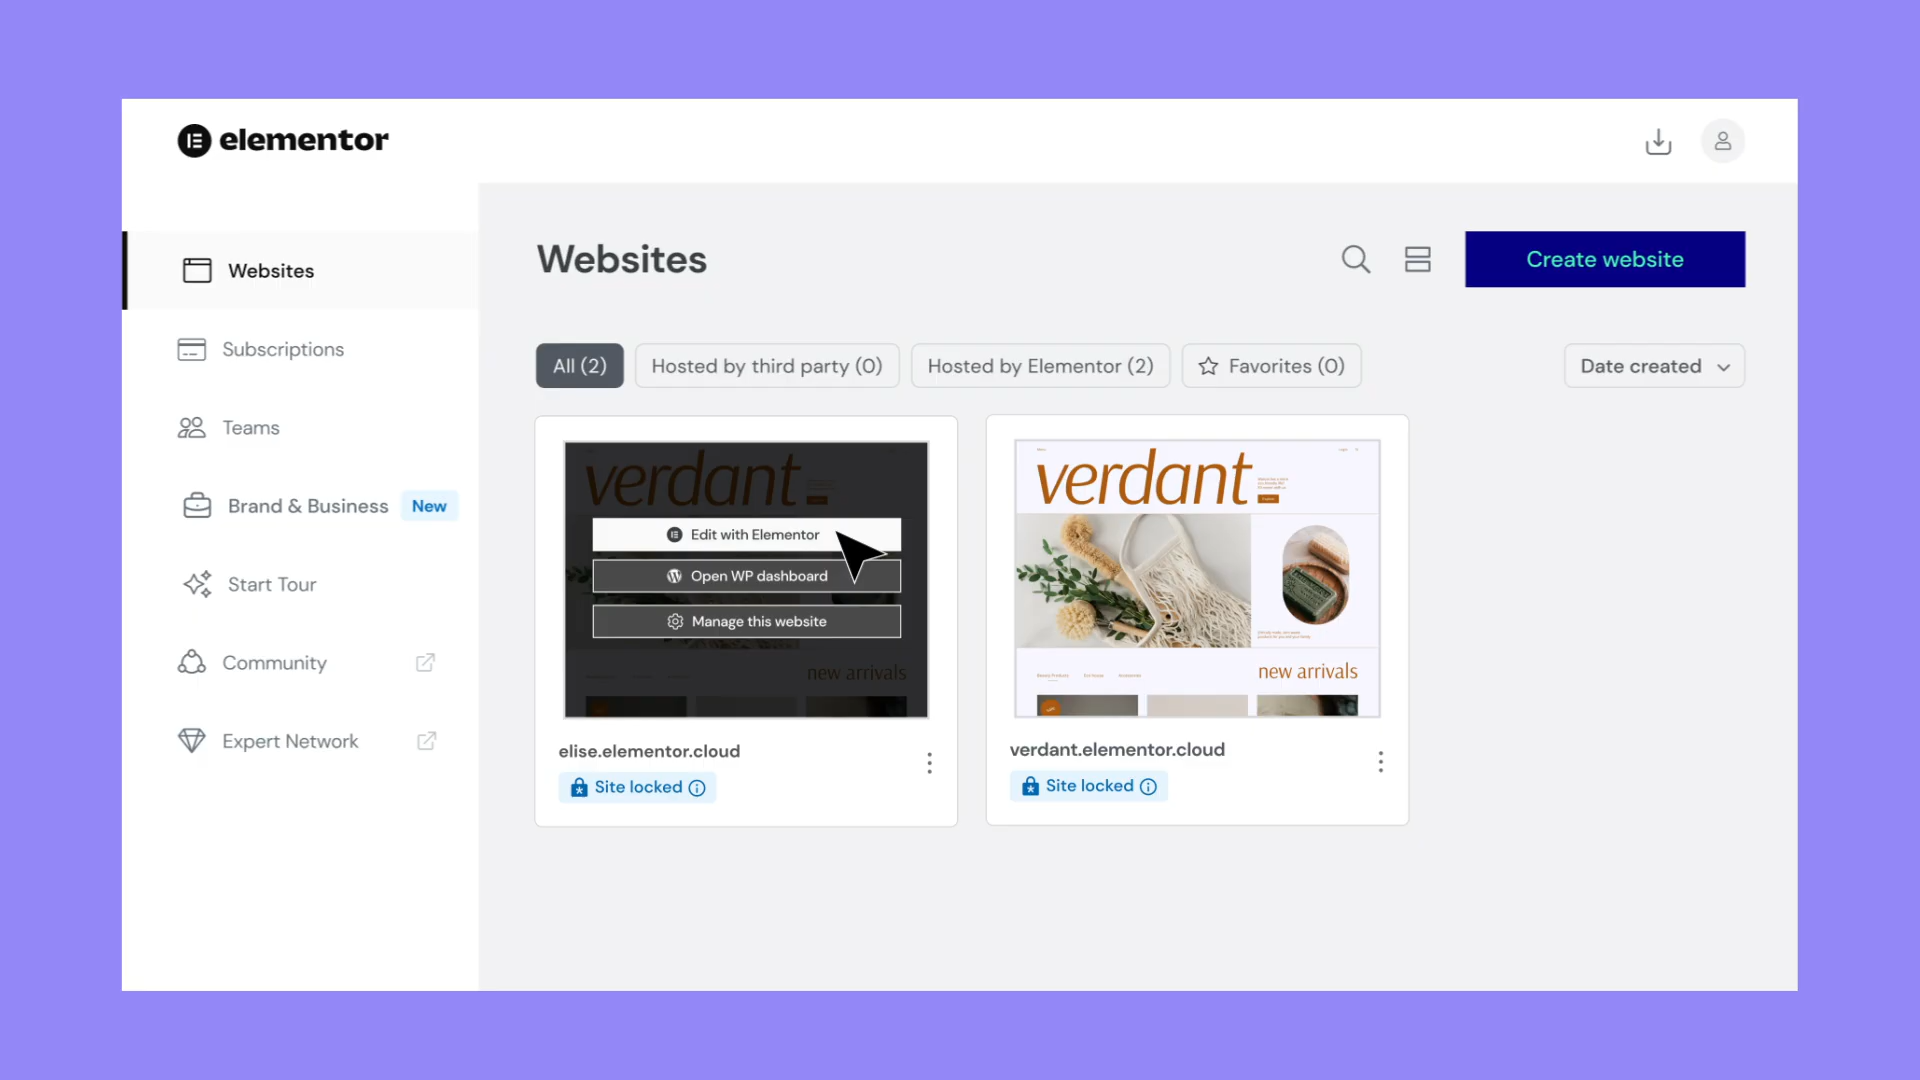 elementor
Websites
Subscriptions
Teams
Brand & Business New
Start Tour
Community
Expert Network
Websites
Create website
All (2)
Hosted by third party (0)
Hosted by Elementor (2)
Favorites (0)
Date created
verdant
Edit with Elementor
Open WP dashboard
Manage this website
new arrivals
elise.elementor.cloud
Site locked
verdant
new arrivals
verdant.elementor.cloud
Site locked